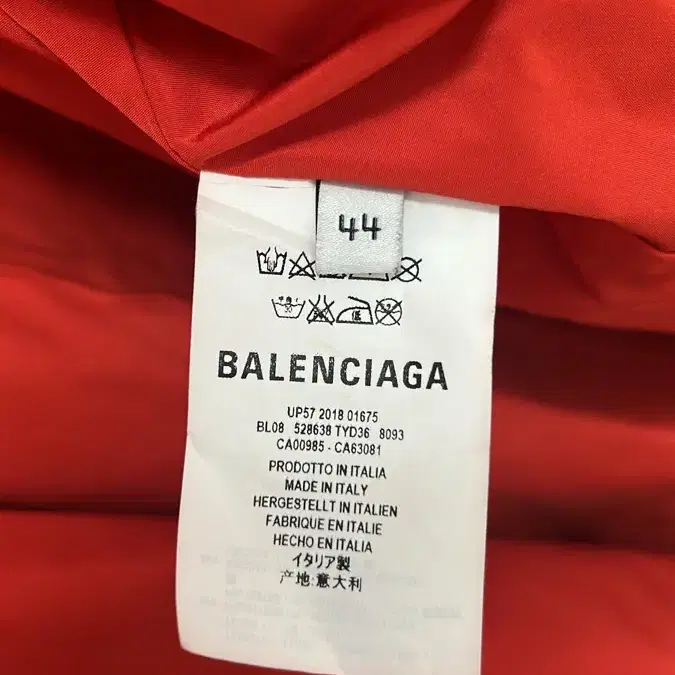 44
30
BALENCIAGA
UP57 2018 01675
BL08 528638 TYD36 8093
CA00985 - CA63081
PRODOTTO IN ITALIA
MADE IN ITALY
HERGESTELLT IN ITALIEN
FABRIQUE EN ITALIE
HECHO EN ITALIA
イタリア製
产地:意大利